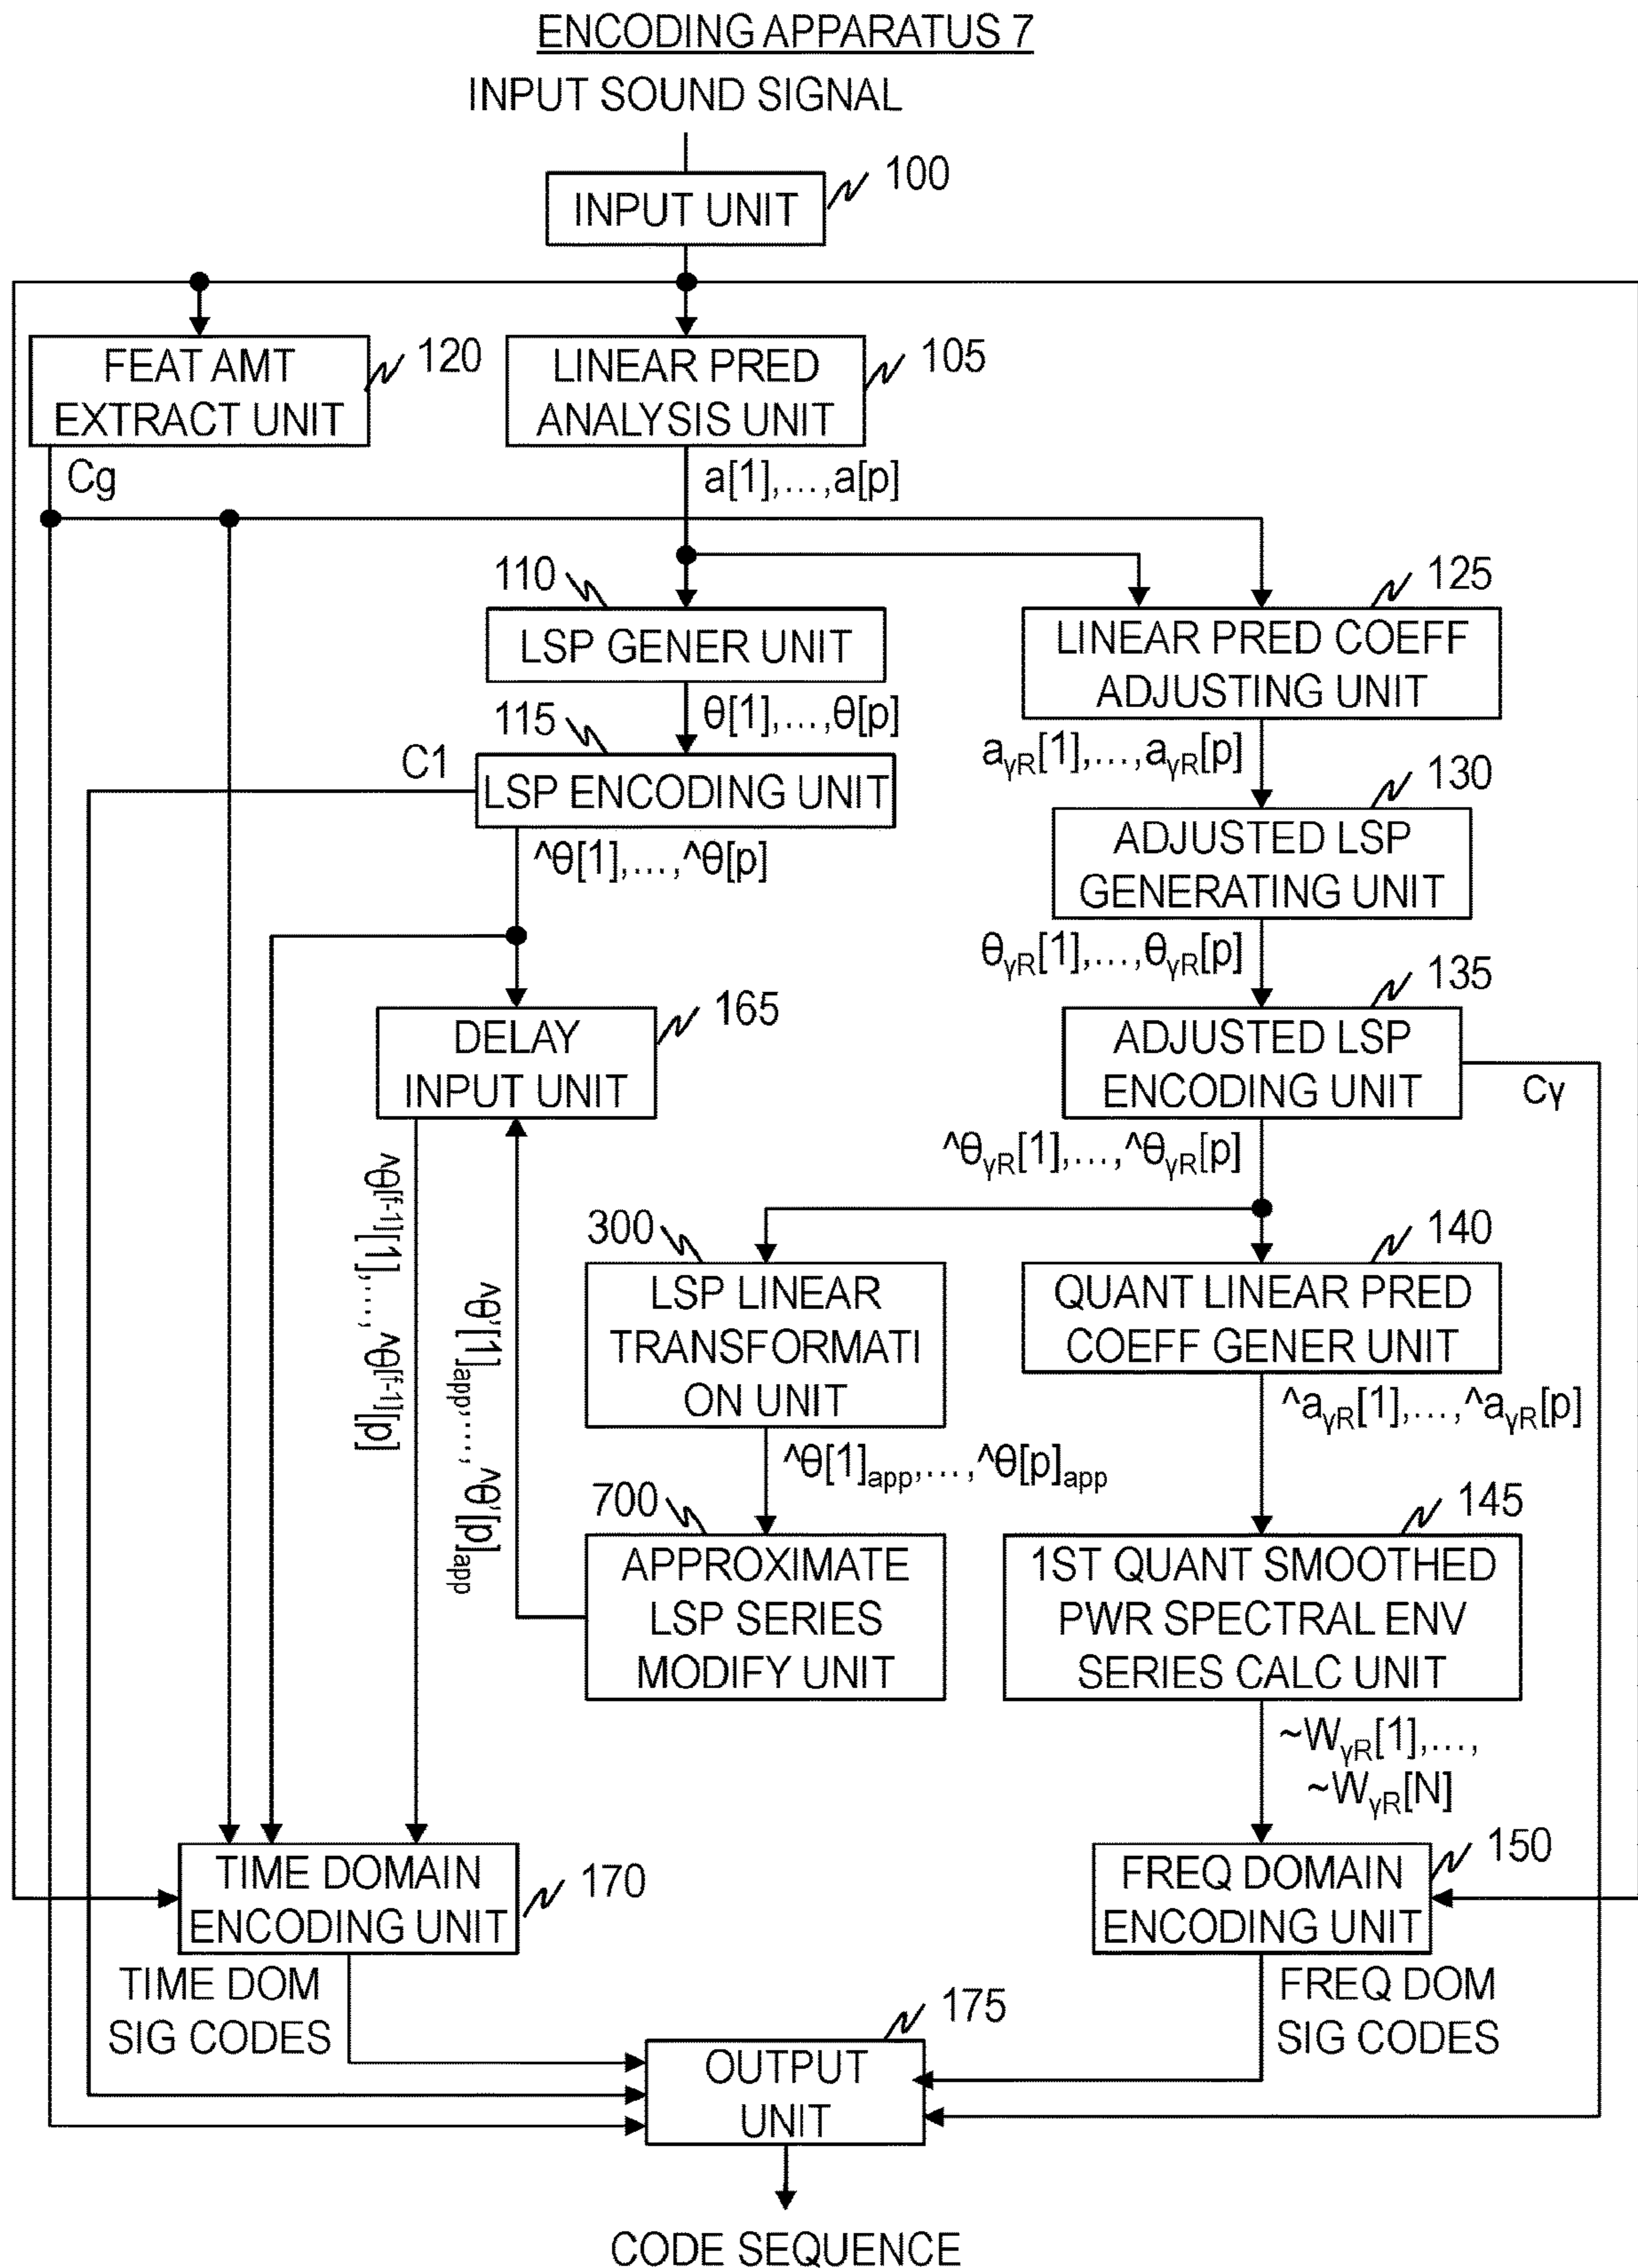 ENCODING APPARATUS 7
INPUT SOUND SIGNAL
INPUT UNIT
100
FEAT AMT
EXTRACT UNIT
120
LINEAR PRED
ANALYSIS UNIT
105
Cg
a[1],...,a[p]
110
LSP GENER UNIT
125
LINEAR PRED COEFF
ADJUSTING UNIT
θ[1],...,θ[p]
115
C1
LSP ENCODING UNIT
aγR[1],...,aγR[p]
130
ADJUSTED LSP
GENERATING UNIT
^θ[1],...,^θ[p]
θγR[1],...,θγR[p]
135
ADJUSTED LSP
ENCODING UNIT
Cγ
165
DELAY
INPUT UNIT
^θγR[1],...,^θγR[p]
^θ[f-1][1],...,^θ[f-1][p]
^θ'[1]app,...,^θ'[p]app
300
LSP LINEAR
TRANSFORMATI
ON UNIT
140
QUANT LINEAR PRED
COEFF GENER UNIT
^aγR[1],...,^aγR[p]
^θ[1]app,...,^θ[p]app
700
APPROXIMATE
LSP SERIES
MODIFY UNIT
145
1ST QUANT SMOOTHED
PWR SPECTRAL ENV
SERIES CALC UNIT
~WγR[1],...,
~WγR[N]
TIME DOMAIN
ENCODING UNIT
170
FREQ DOMAIN
ENCODING UNIT
150
TIME DOM
SIG CODES
FREQ DOM
SIG CODES
175
OUTPUT
UNIT
CODE SEQUENCE